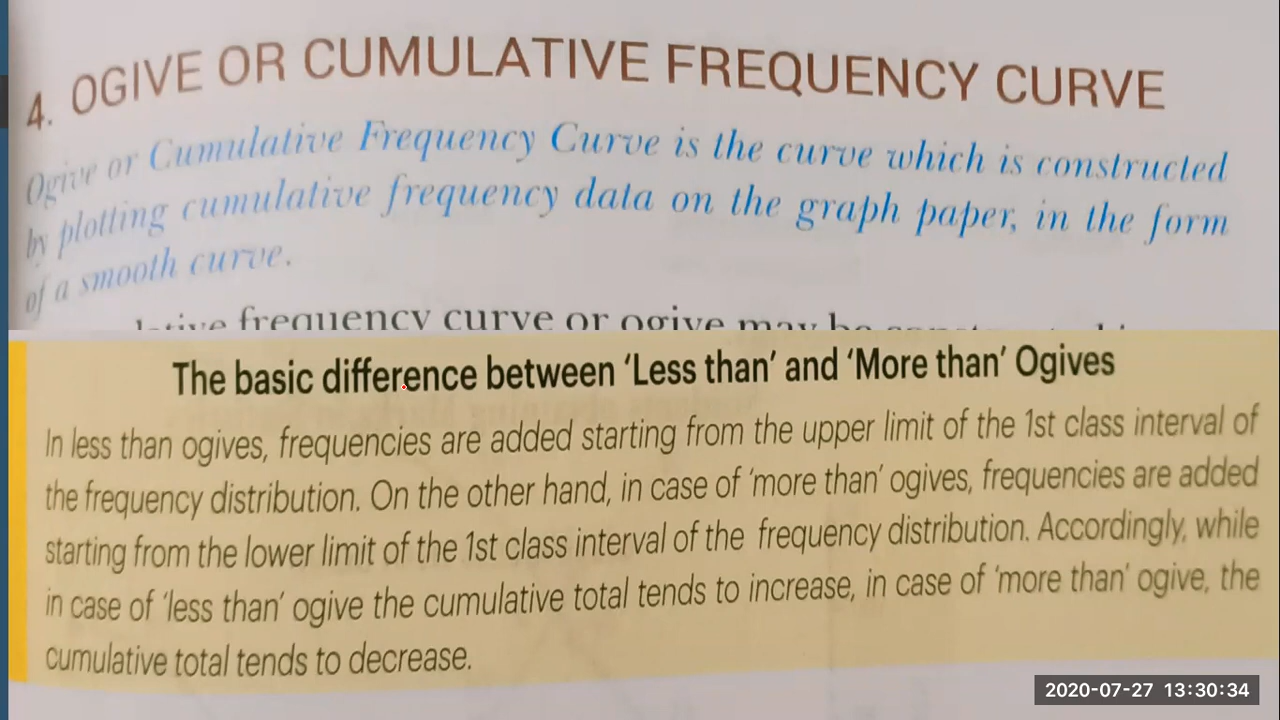 4. OGIVE OR CUMULATIVE FREQUENCY CURVE
Ogive or Cumulative Frequency Curve is the curve which is constructed
by plotting cumulative frequency data on the graph paper, in the form
of a smooth curve.
frequency curve or ogive may be
The basic difference between ‘Less than’ and ‘More than’ Ogives
In less than ogives, frequencies are added starting from the upper limit of the 1st class interval of
the frequency distribution. On the other hand, in case of ‘more than’ ogives, frequencies are added
starting from the lower limit of the 1st class interval of the frequency distribution. Accordingly, while
in case of ‘less than’ ogive the cumulative total tends to increase, in case of ‘more than’ ogive, the
cumulative total tends to decrease.
2020-07-27 13:30:34